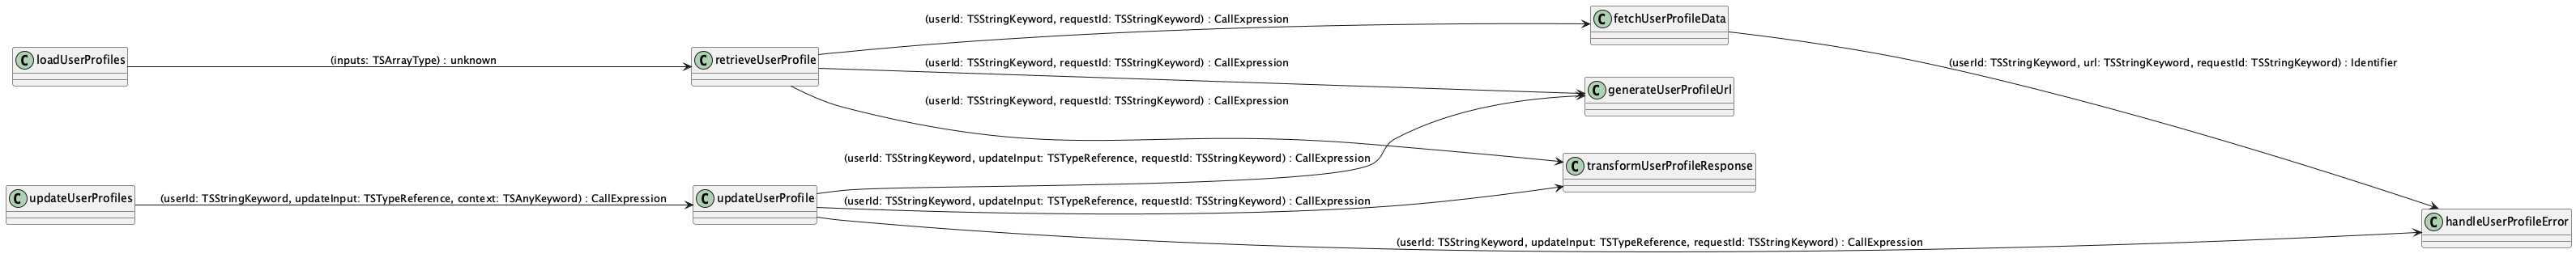 (userId: TSStringKeyword, requestId: TSStringKeyword) : CallExpression
C fetchUserProfileData
C loadUserProfiles
(inputs: TSArrayType) : unknown
C retrieveUserProfile
(userId: TSStringKeyword, requestId: TSStringKeyword) : CallExpression
(userId: TSStringKeyword, url: TSStringKeyword, requestId: TSStringKeyword) : Identifier
C generateUserProfileUrl
(userId: TSStringKeyword, requestId: TSStringKeyword) : CallExpression
(userId: TSStringKeyword, updateInput: TSTypeReference, requestId: TSStringKeyword) : CallExpression
C transformUserProfileResponse
C updateUserProfiles
(userId: TSStringKeyword, updateInput: TSTypeReference, context: TSAnyKeyword) : CallExpression
C updateUserProfile
(userId: TSStringKeyword, updateInput: TSTypeReference, requestId: TSStringKeyword) : CallExpression
C handleUserProfileError
(userId: TSStringKeyword, updateInput: TSTypeReference, requestId: TSStringKeyword) : CallExpression